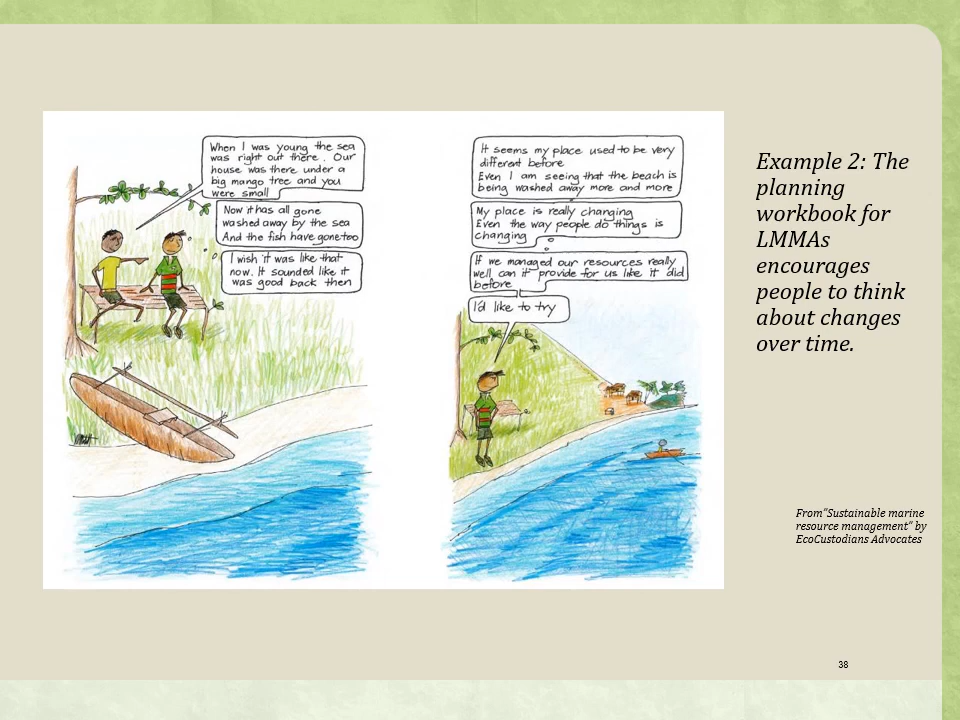 When I was young the sea
was right out there. Our
house was there under a
big mango tree and you
were small
Now it has all gone
washed away by the sea
And the fish have gone too
I wish it was like that
now. It sounded like it
was good back then
It seems my place used to be very
different before
Even I am seeing that the beach is
being washed away more and more
My place is really changing
Even the way people do things is
changing
If we managed our resources really
well can it provide for us like it did
before
I'd like to try
Example 2: The
planning
workbook for
LMMAs
encourages
people to think
about changes
over time.
From"Sustainable marine
resource management" by
EcoCustodians Advocates
38